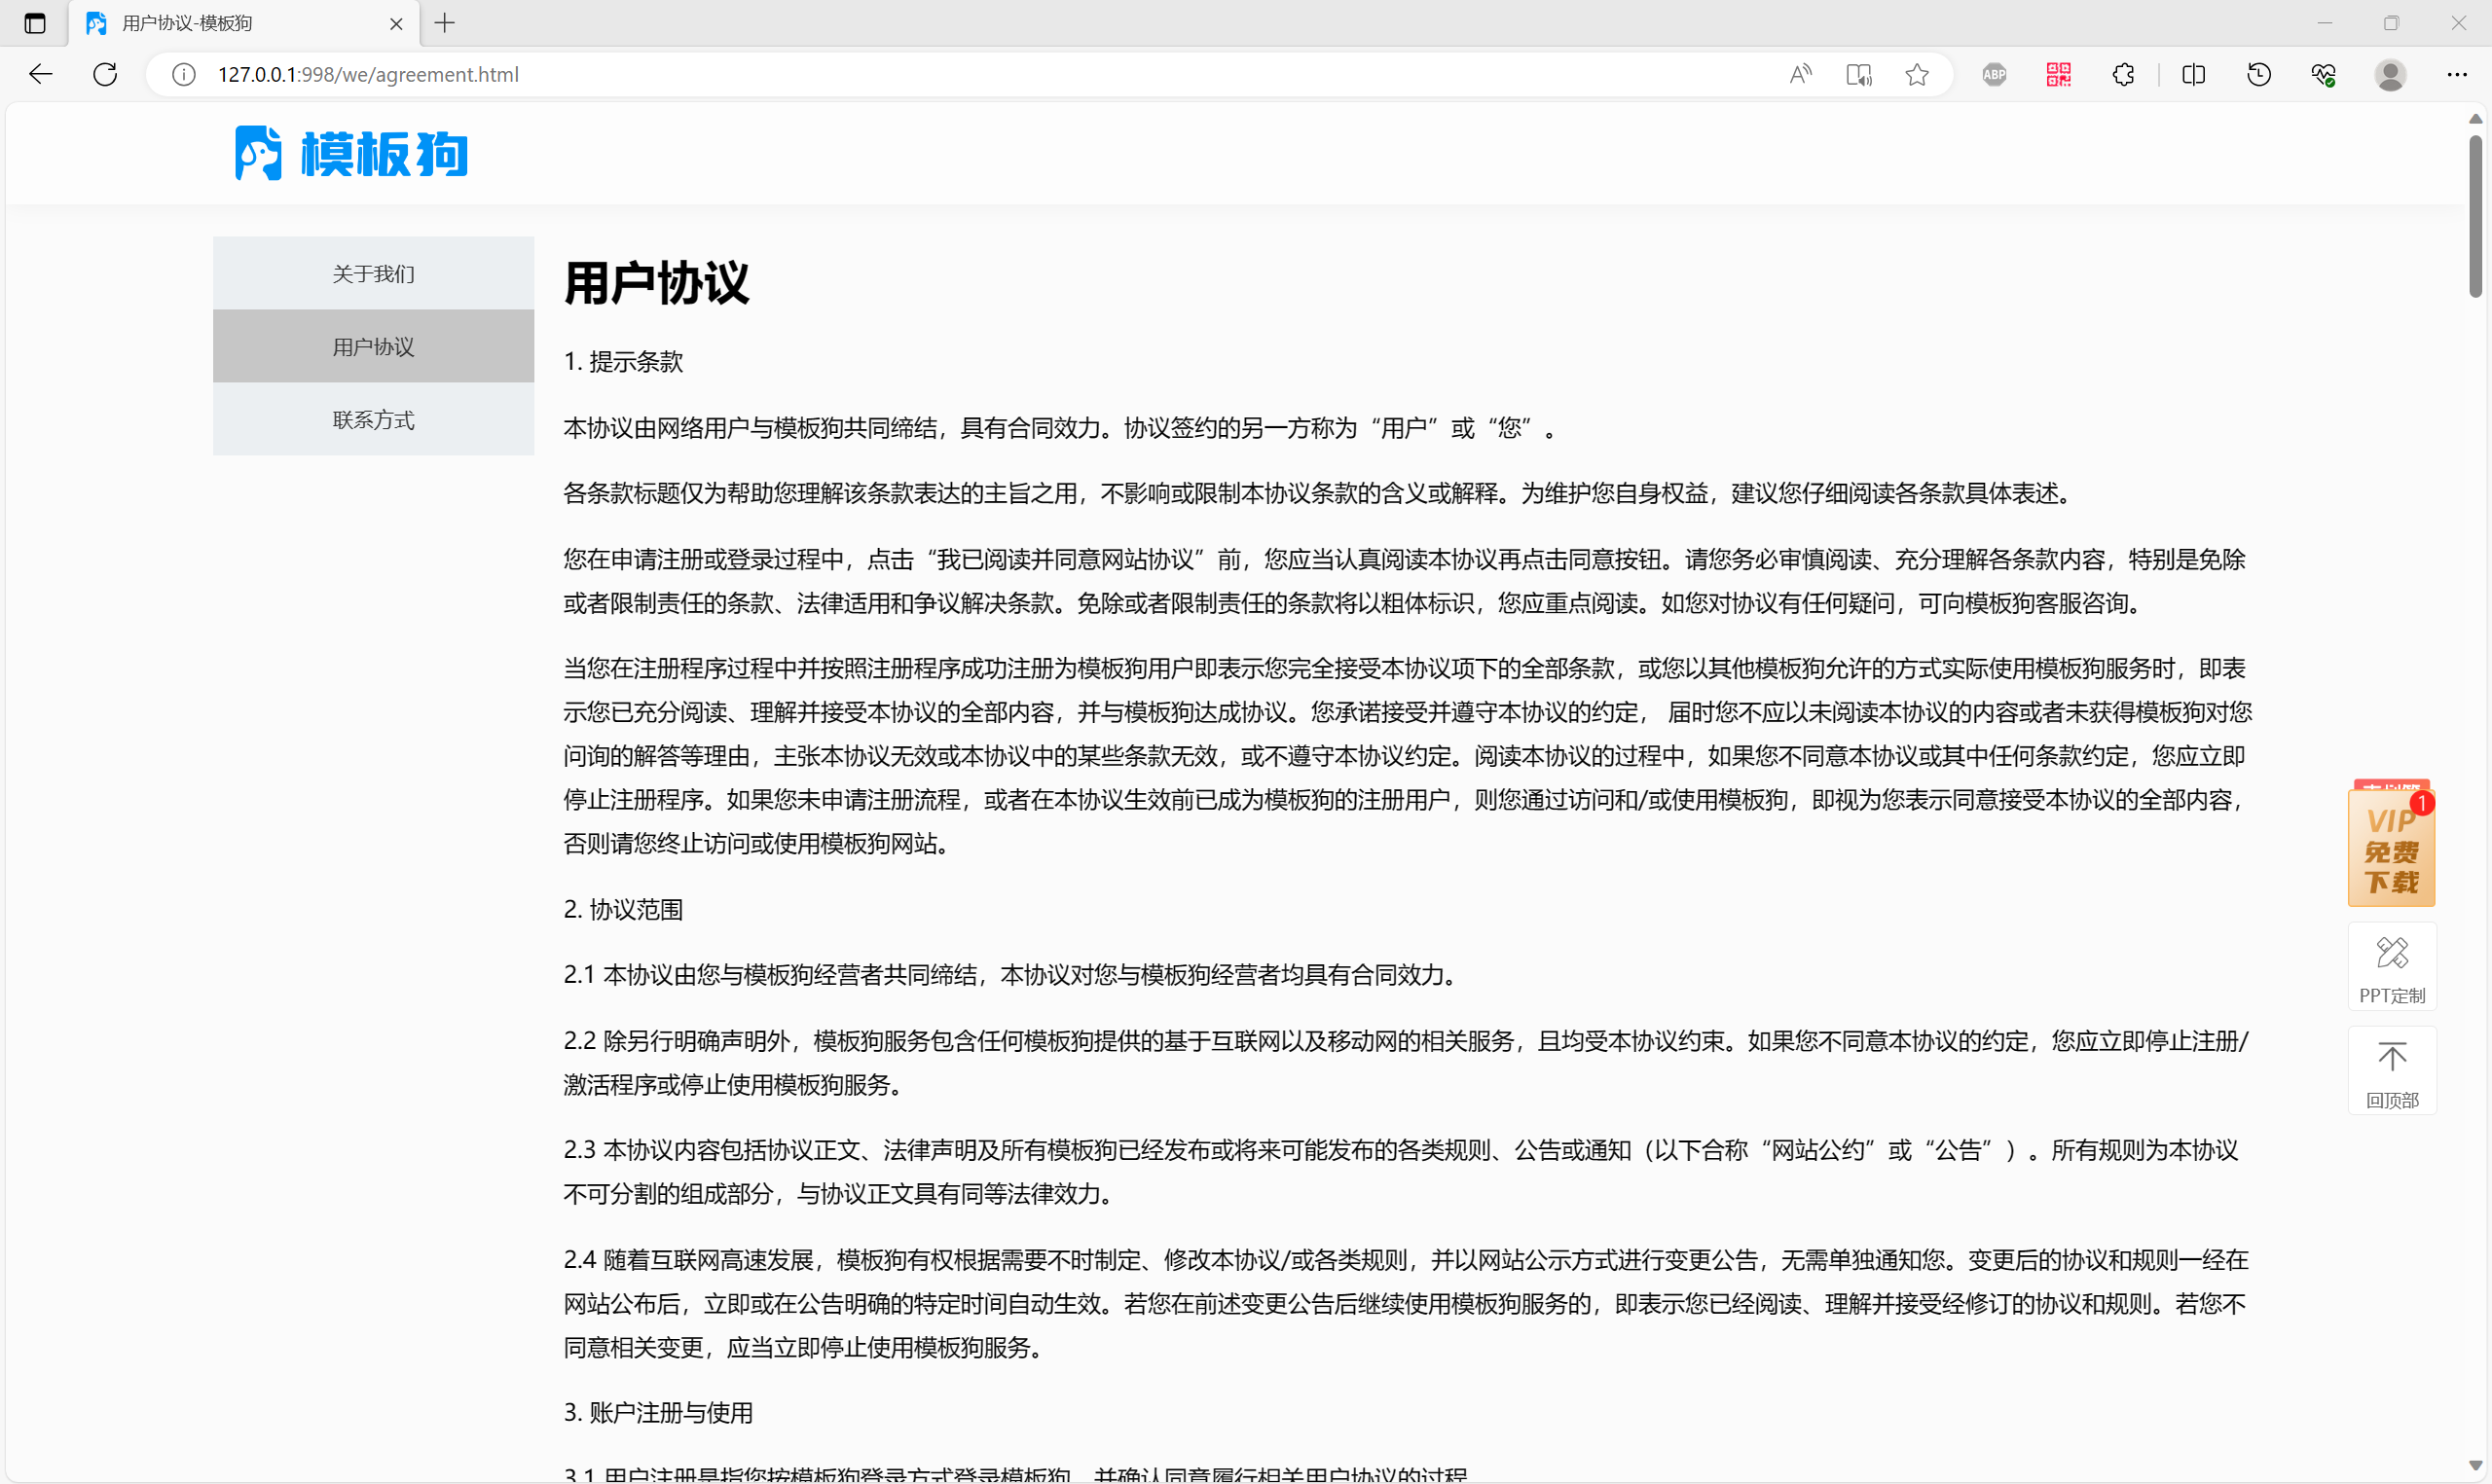 用户协议-模板狗
127.0.0.1:998/we/agreement.html
ABP
模板狗
关于我们
用户协议
联系方式
用户协议
1. 提示条款
本协议由网络用户与模板狗共同缔结，具有合同效力。协议签约的另一方称为“用户”或“您”。
各条款标题仅为帮助您理解该条款表达的主旨之用，不影响或限制本协议条款的含义或解释。为维护您自身权益，建议您仔细阅读各条款具体表述。
您在申请注册或登录过程中，点击“我已阅读并同意网站协议”前，您应当认真阅读本协议再点击同意按钮。请您务必审慎阅读、充分理解各条款内容，特别是免除
或者限制责任的条款、法律适用和争议解决条款。免除或者限制责任的条款将以粗体标识，您应重点阅读。如您对协议有任何疑问，可向模板狗客服咨询。
当您在注册程序过程中并按照注册程序成功注册为模板狗用户即表示您完全接受本协议项下的全部条款，或您以其他模板狗允许的方式实际使用模板狗服务时，即表
示您已充分阅读、理解并接受本协议的全部内容，并与模板狗达成协议。您承诺接受并遵守本协议的约定， 届时您不应以未阅读本协议的内容或者未获得模板狗对您
问询的解答等理由，主张本协议无效或本协议中的某些条款无效，或不遵守本协议约定。阅读本协议的过程中，如果您不同意本协议或其中任何条款约定，您应立即
停止注册程序。如果您未申请注册流程，或者在本协议生效前已成为模板狗的注册用户，则您通过访问和/或使用模板狗，即视为您表示同意接受本协议的全部内容，
否则请您终止访问或使用模板狗网站。
2. 协议范围
2.1 本协议由您与模板狗经营者共同缔结，本协议对您与模板狗经营者均具有合同效力。
2.2 除另行明确声明外，模板狗服务包含任何模板狗提供的基于互联网以及移动网的相关服务，且均受本协议约束。如果您不同意本协议的约定，您应立即停止注册/
激活程序或停止使用模板狗服务。
2.3 本协议内容包括协议正文、法律声明及所有模板狗已经发布或将来可能发布的各类规则、公告或通知（以下合称“网站公约”或“公告”）。所有规则为本协议
不可分割的组成部分，与协议正文具有同等法律效力。
2.4 随着互联网高速发展，模板狗有权根据需要不时制定、修改本协议/或各类规则，并以网站公示方式进行变更公告，无需单独通知您。变更后的协议和规则一经在
网站公布后，立即或在公告明确的特定时间自动生效。若您在前述变更公告后继续使用模板狗服务的，即表示您已经阅读、理解并接受经修订的协议和规则。若您不
同意相关变更，应当立即停止使用模板狗服务。
3. 账户注册与使用
3.1 用户注册是指您按模板狗登录方式登录模板狗，并确认同意履行相关用户协议的过程
1
VIP
免费
下载
PPT定制
回顶部